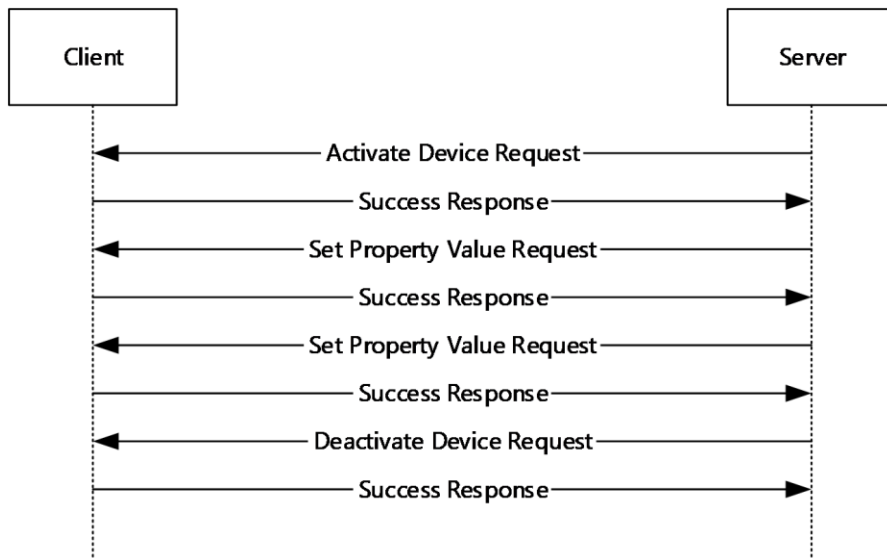 Client
Server
Activate Device Request
Success Response
Set Property Value Request
Success Response
Set Property Value Request
Success Response
Deactivate Device Request
Success Response